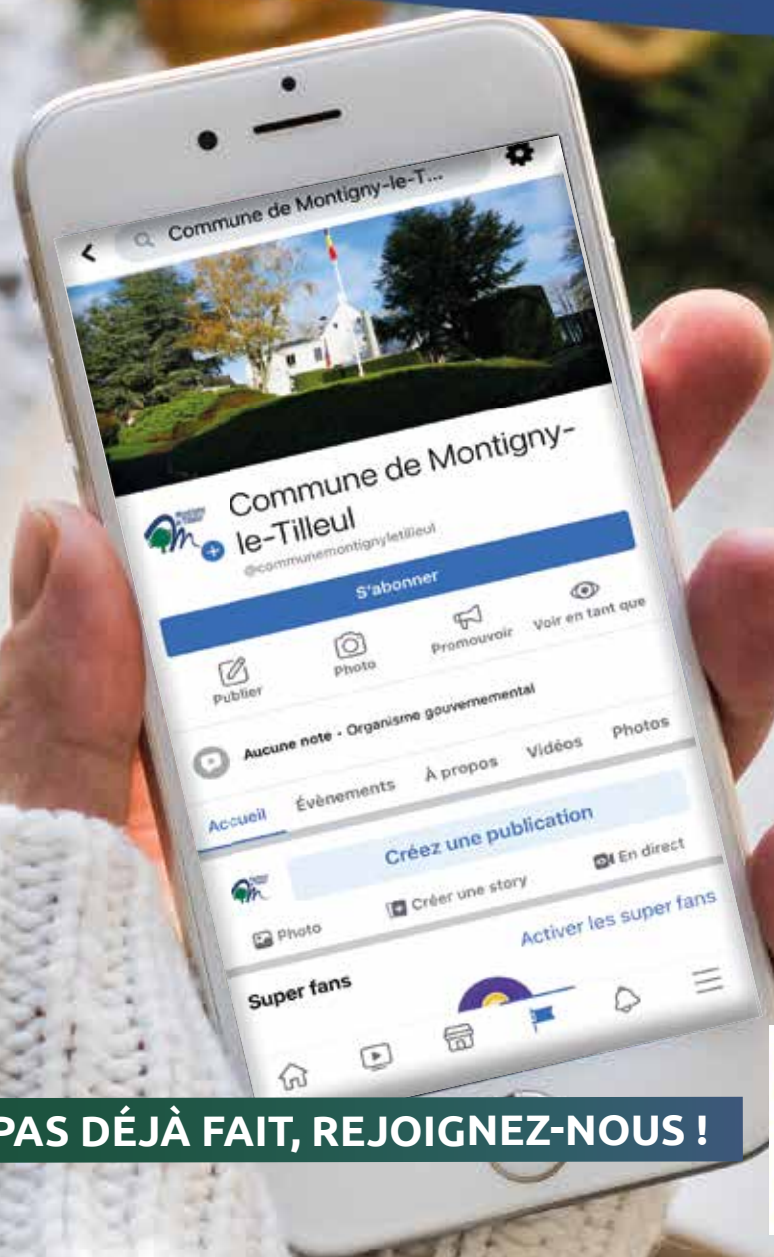 Commune de Montigny-le-T...
Commune de Montigny-
le-Tilleul
@communemontignyletilleul
S'abonner
Publier
Photo
Promouvoir
Voir en tant que
Aucune note · Organisme gouvernemental
Accueil
Évènements
À propos
Vidéos
Photos
Créez une publication
Photo
Créer une story
En direct
Super fans
Activer les super fans
PAS DÉJÀ FAIT, REJOIGNEZ-NOUS !